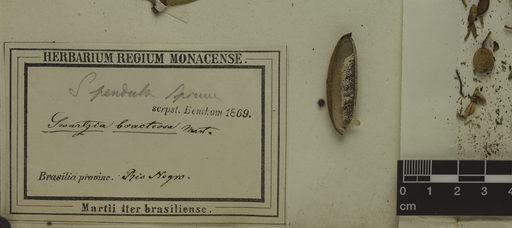 HERBARIUM REGIUM MONACENSE.
S pendula Spruce
scrpst. Bentham 1869.
Swartzia bracteosa Mart.
Brasilia provinc. Rio Negro.
Martii iter brasiliense.
0 1 2 3 4
cm